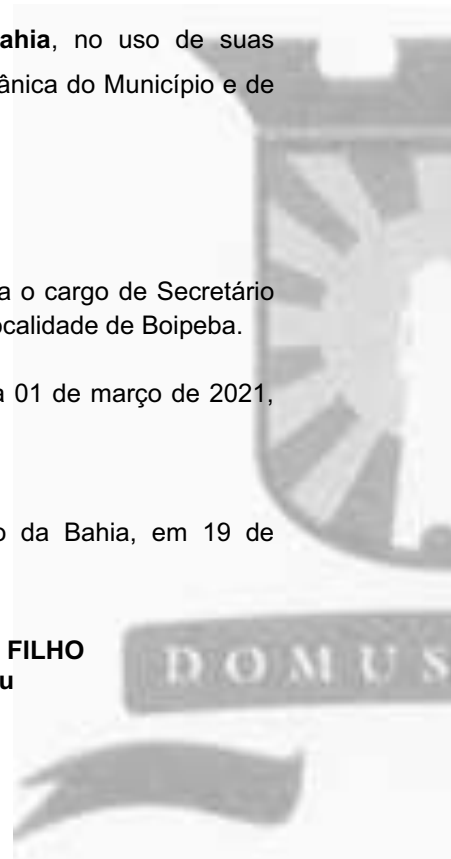 ahia, no uso de suas
ânica do Município e de
a o cargo de Secretário
ocalidade de Boipeba.
a 01 de março de 2021,
o da Bahia, em 19 de
FILHO
u
DOMUS